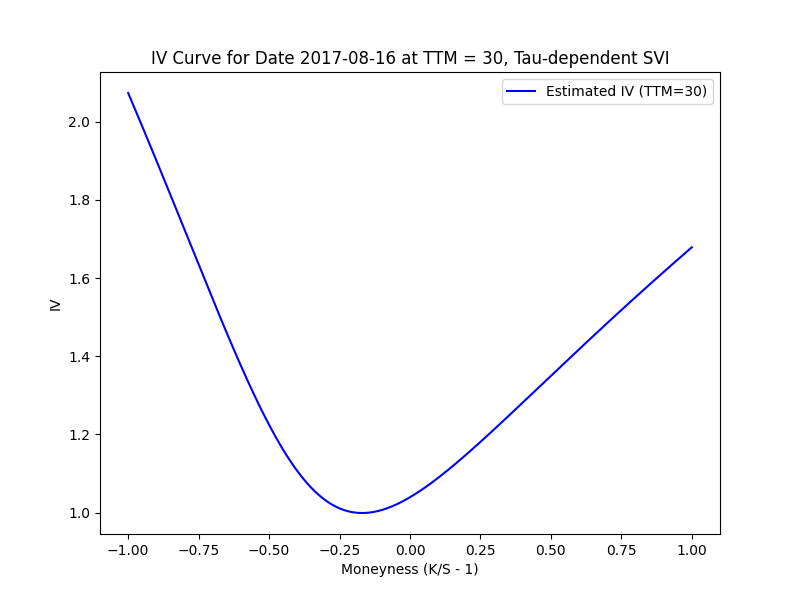 IV Curve for Date 2017-08-16 at TTM = 30, Tau-dependent SVI
Estimated IV (TTM=30)
2.0
1.8
1.6
1.4
1.2
1.0
IV
−1.00 −0.75 −0.50 −0.25 0.00 0.25 0.50 0.75 1.00
Moneyness (K/S - 1)